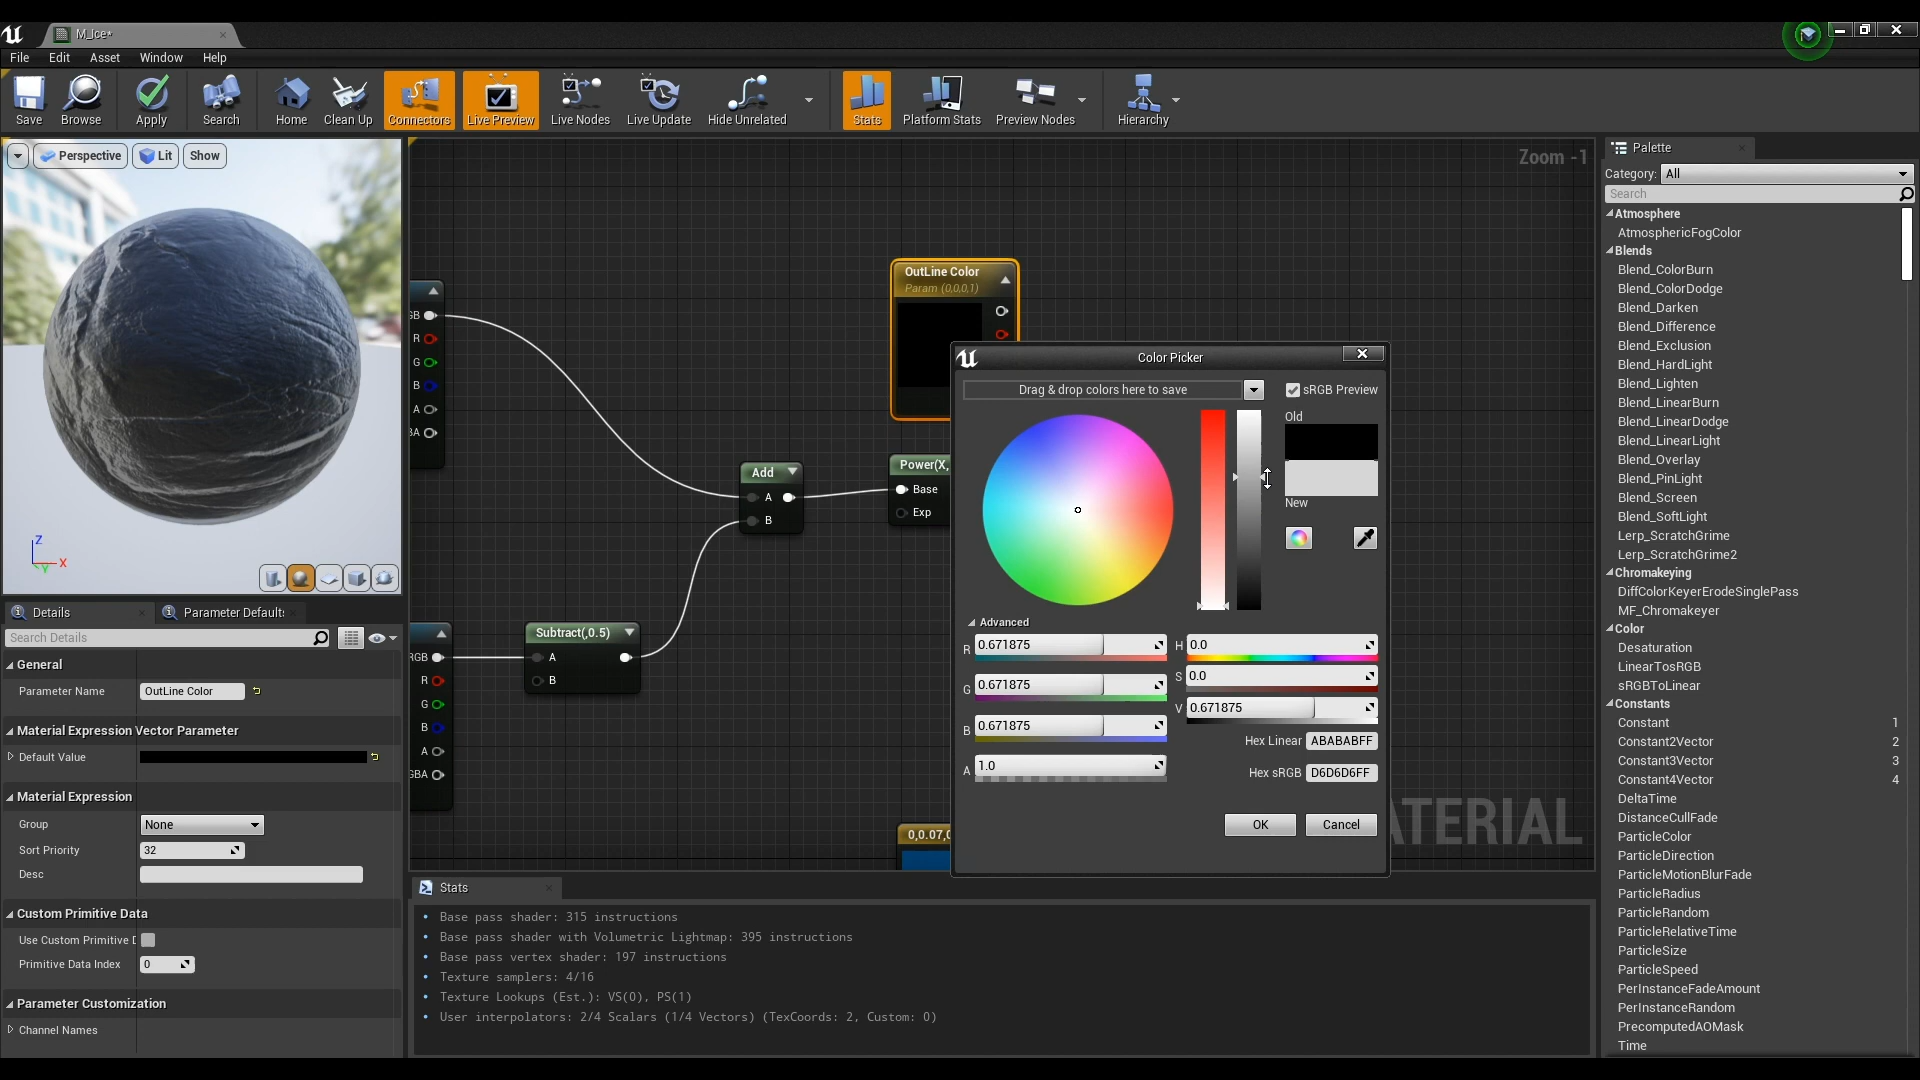 M_Ice*
File Edit Asset Window Help
Save Browse Apply Search Home Clean Up Connectors Live Preview Live Nodes Live Update Hide Unrelated Stats Platform Stats Preview Nodes Hierarchy
Perspective Lit Show
Z
X
Y
Details
Parameter Defaults
Search Details
General
Parameter Name OutLine Color
Material Expression Vector Parameter
Default Value
Material Expression
Group None
Sort Priority 32
Desc
Custom Primitive Data
Use Custom Primitive D
Primitive Data Index 0
Parameter Customization
Channel Names
Zoom -1
GB
R
G
B
A
BA
RGB
R
G
B
A
GBA
Subtract(,0.5)
A
B
Add
A
B
OutLine Color
Param (0,0,0,1)
Power(X,
Base
Exp
0,0.07,0
ATERIAL
Color Picker
Drag & drop colors here to save
sRGB Preview
Old
New
Advanced
R 0.671875
G 0.671875
B 0.671875
A 1.0
H 0.0
S 0.0
V 0.671875
Hex Linear ABABABFF
Hex sRGB D6D6D6FF
OK Cancel
Stats
• Base pass shader: 315 instructions
• Base pass shader with Volumetric Lightmap: 395 instructions
• Base pass vertex shader: 197 instructions
• Texture samplers: 4/16
• Texture Lookups (Est.): VS(0), PS(1)
• User interpolators: 2/4 Scalars (1/4 Vectors) (TexCoords: 2, Custom: 0)
Palette
Category: All
Search
Atmosphere
AtmosphericFogColor
Blends
Blend_ColorBurn
Blend_ColorDodge
Blend_Darken
Blend_Difference
Blend_Exclusion
Blend_HardLight
Blend_Lighten
Blend_LinearBurn
Blend_LinearDodge
Blend_LinearLight
Blend_Overlay
Blend_PinLight
Blend_Screen
Blend_SoftLight
Lerp_ScratchGrime
Lerp_ScratchGrime2
Chromakeying
DiffColorKeyerErodeSinglePass
MF_Chromakeyer
Color
Desaturation
LinearTosRGB
sRGBToLinear
Constants
Constant 1
Constant2Vector 2
Constant3Vector 3
Constant4Vector 4
DeltaTime
DistanceCullFade
ParticleColor
ParticleDirection
ParticleMotionBlurFade
ParticleRadius
ParticleRandom
ParticleRelativeTime
ParticleSize
ParticleSpeed
PerInstanceFadeAmount
PerInstanceRandom
PrecomputedAOMask
Time